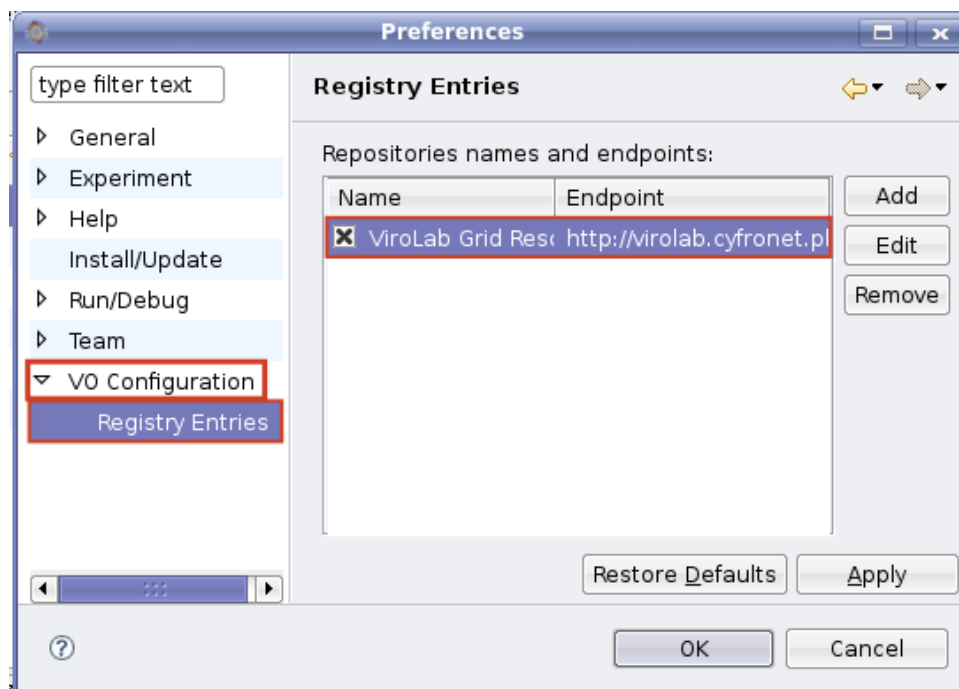 Preferences
type filter text
General
Experiment
Help
Install/Update
Run/Debug
Team
VO Configuration
Registry Entries
Registry Entries
Repositories names and endpoints:
Name Endpoint
ViroLab Grid http://virolab.cyfronet.pl
Add
Edit
Remove
Restore Defaults Apply
OK Cancel